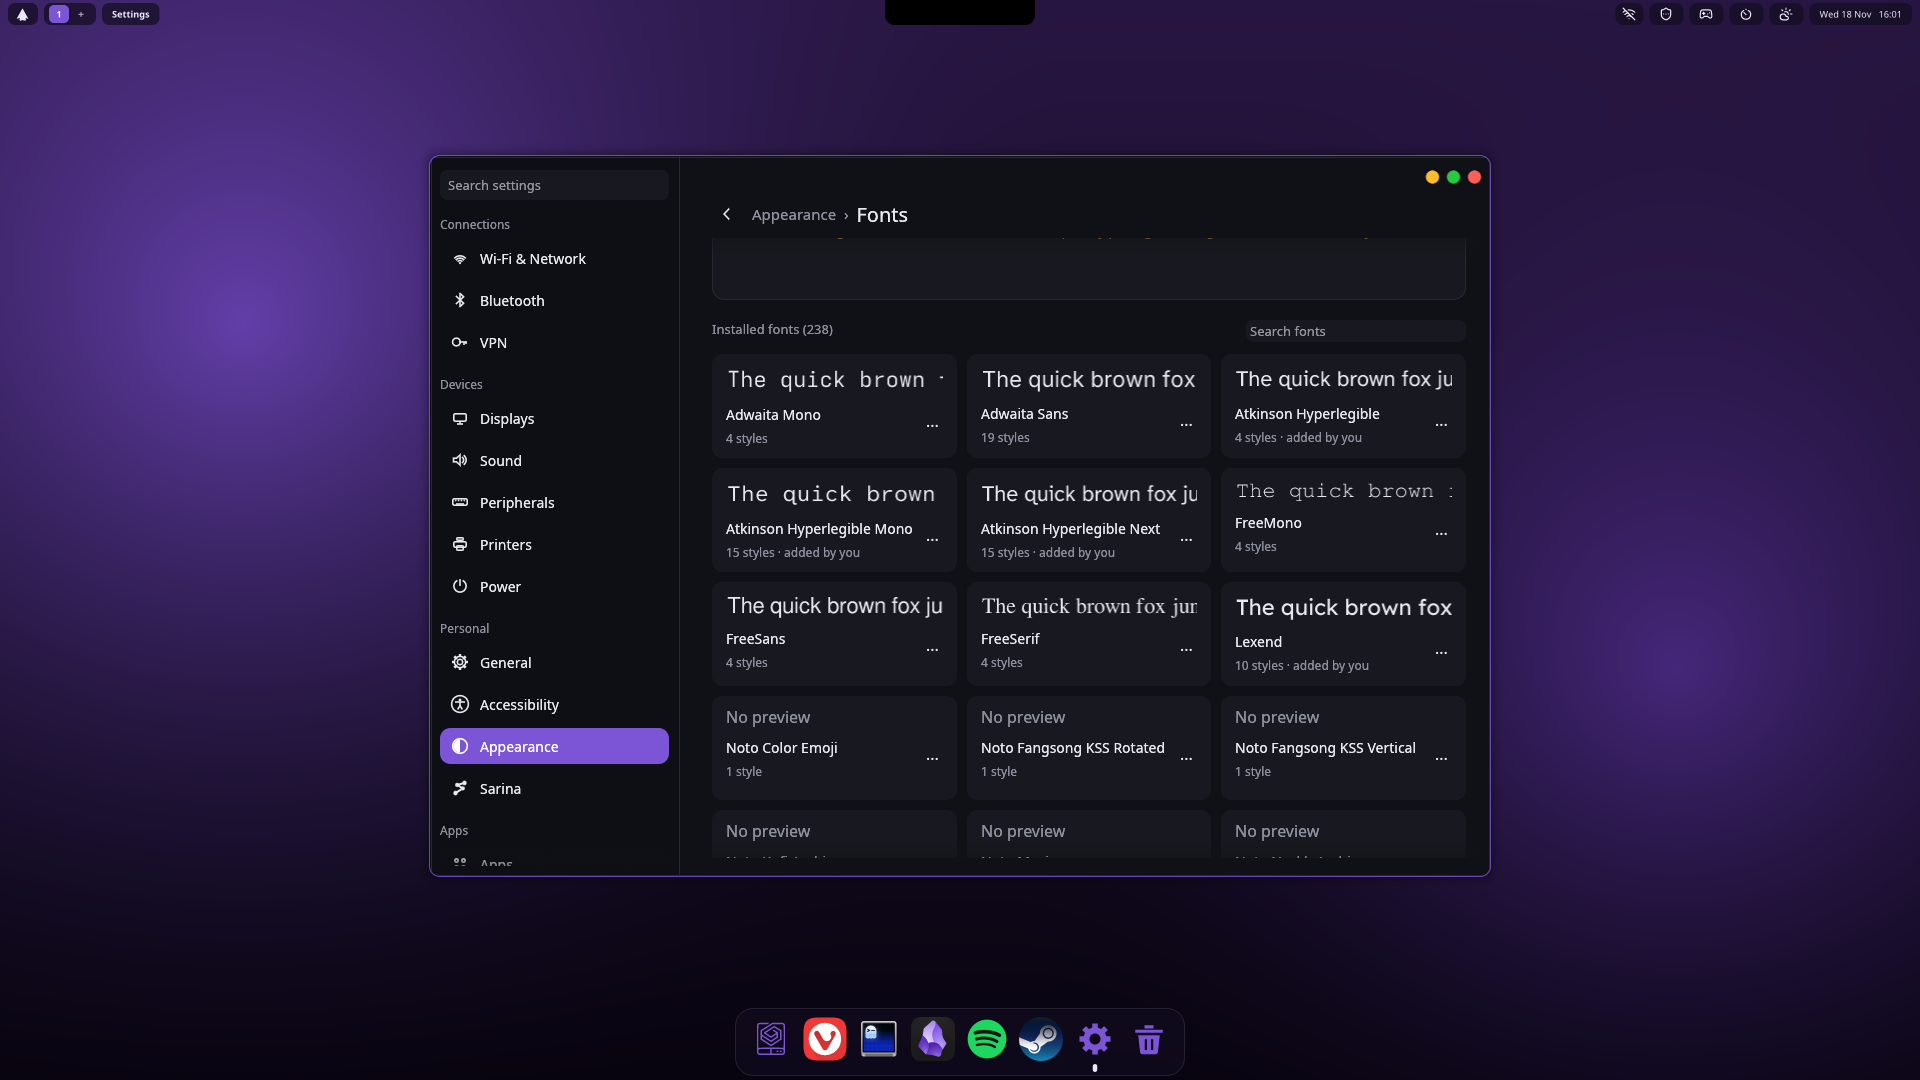 1 + Settings
Wed 18 Nov 16:01
Search settings
Connections
Wi-Fi & Network
Bluetooth
VPN
Devices
Displays
Sound
Peripherals
Printers
Power
Personal
General
Accessibility
Appearance
Sarina
Apps
Apps
Appearance › Fonts
Installed fonts (238)
Search fonts
The quick brown
Adwaita Mono
4 styles
...
The quick brown fox
Adwaita Sans
19 styles
...
The quick brown fox ju
Atkinson Hyperlegible
4 styles · added by you
...
The quick brown
Atkinson Hyperlegible Mono
15 styles · added by you
...
The quick brown fox ju
Atkinson Hyperlegible Next
15 styles · added by you
...
The quick brown
FreeMono
4 styles
...
The quick brown fox ju
FreeSans
4 styles
...
The quick brown fox jun
FreeSerif
4 styles
...
The quick brown fox
Lexend
10 styles · added by you
...
No preview
Noto Color Emoji
1 style
...
No preview
Noto Fangsong KSS Rotated
1 style
...
No preview
Noto Fangsong KSS Vertical
1 style
...
No preview
No preview
No preview